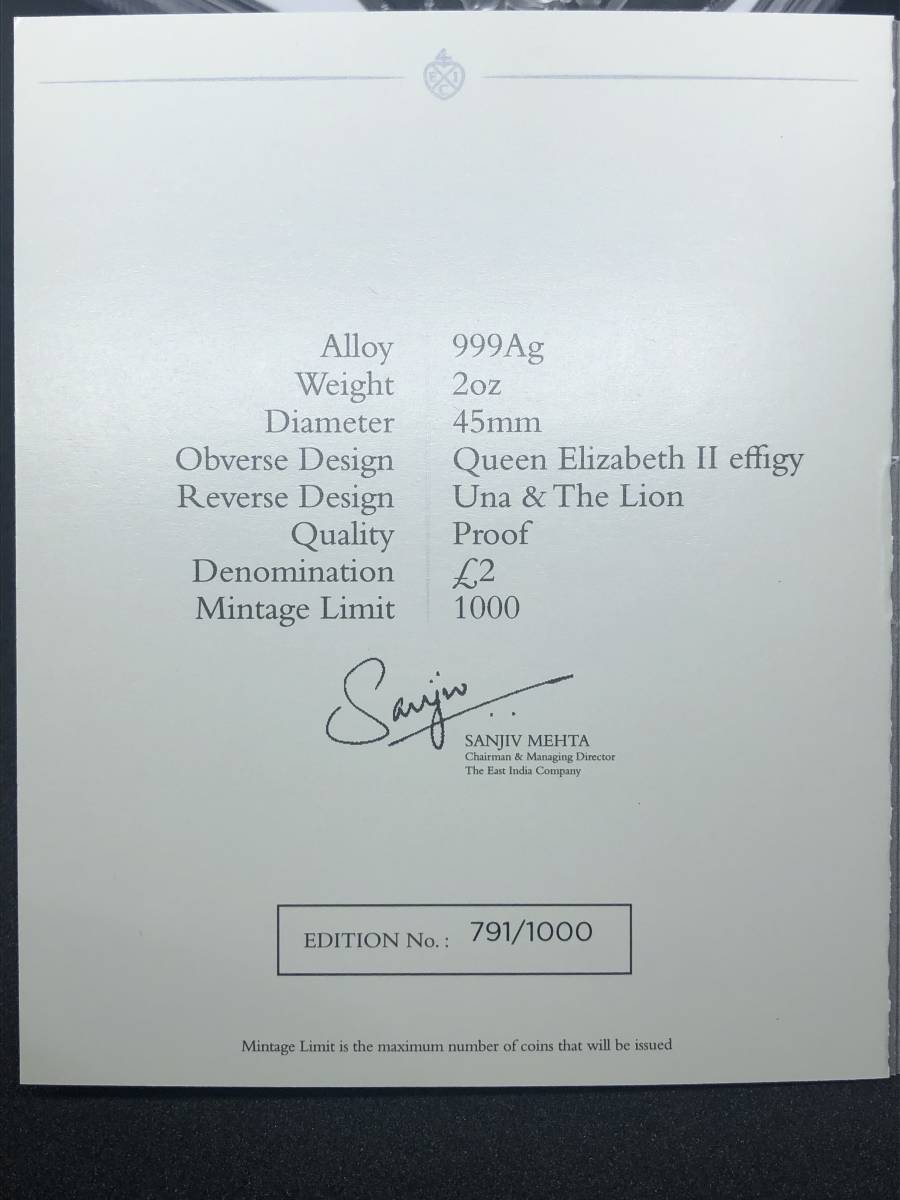 4
E I
C
Alloy 999Ag
Weight 2oz
Diameter 45mm
Obverse Design Queen Elizabeth II effigy
Reverse Design Una & The Lion
Quality Proof
Denomination £2
Mintage Limit 1000
Sanjiv
SANJIV MEHTA
Chairman & Managing Director
The East India Company
EDITION No.: 791/1000
Mintage Limit is the maximum number of coins that will be issued